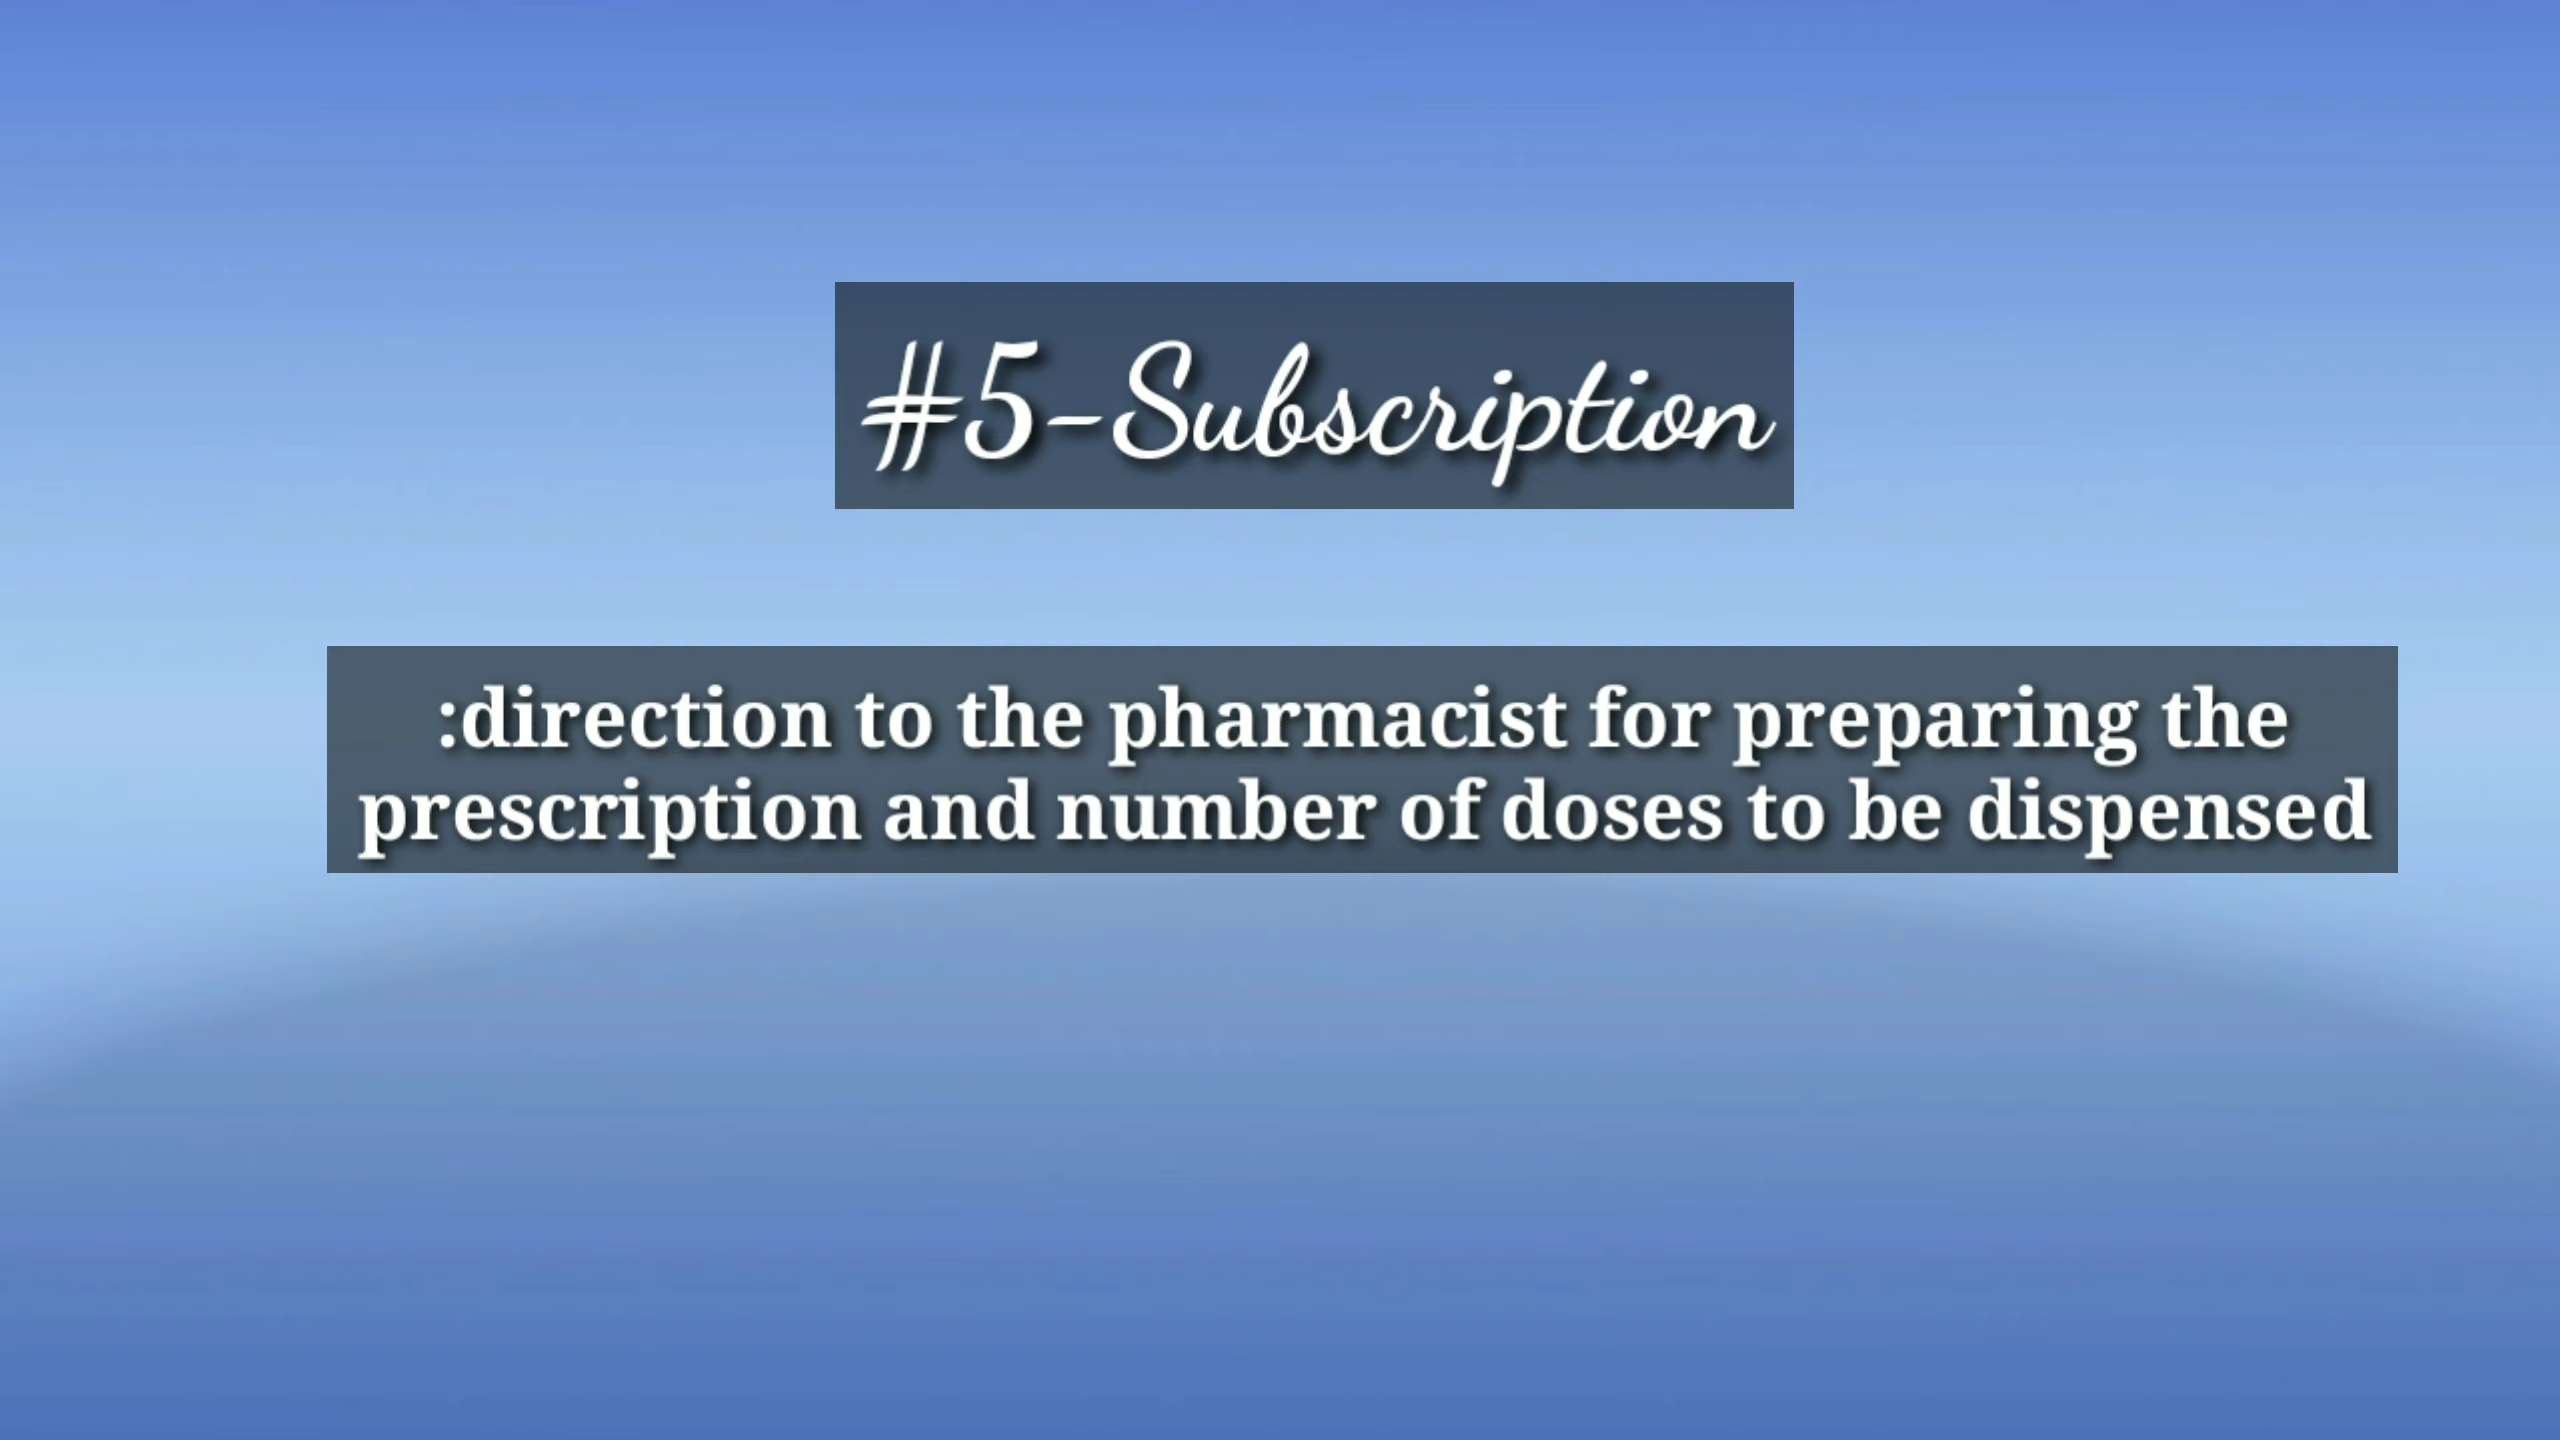 #5-Subscription
:direction to the pharmacist for preparing the
prescription and number of doses to be dispensed